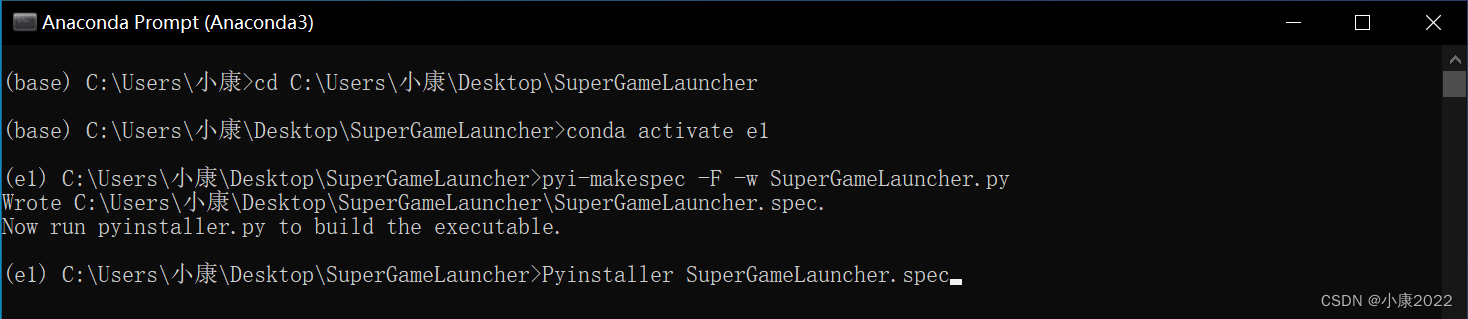 Anaconda Prompt (Anaconda3)
(base) C:\Users\小康>cd C:\Users\小康\Desktop\SuperGameLauncher
(base) C:\Users\小康\Desktop\SuperGameLauncher>conda activate e1
(e1) C:\Users\小康\Desktop\SuperGameLauncher>pyi-makespec -F -w SuperGameLauncher.py
Wrote C:\Users\小康\Desktop\SuperGameLauncher\SuperGameLauncher.spec.
Now run pyinstaller.py to build the executable.
(e1) C:\Users\小康\Desktop\SuperGameLauncher>Pyinstaller SuperGameLauncher.spec
CSDN @小康2022